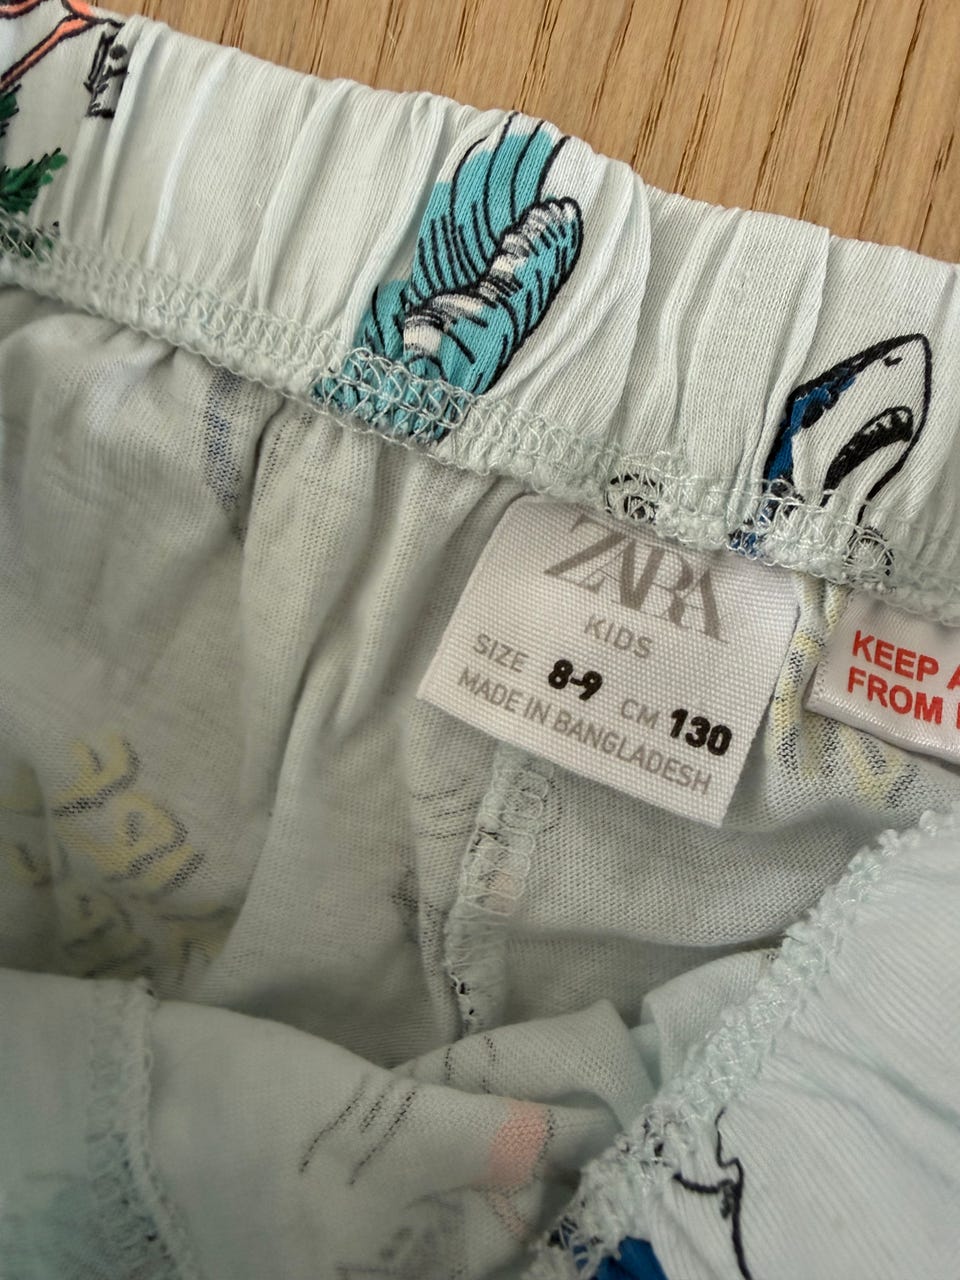 ZARA
KIDS
SIZE 8-9 CM 130
MADE IN BANGLADESH
KEEP
FROM